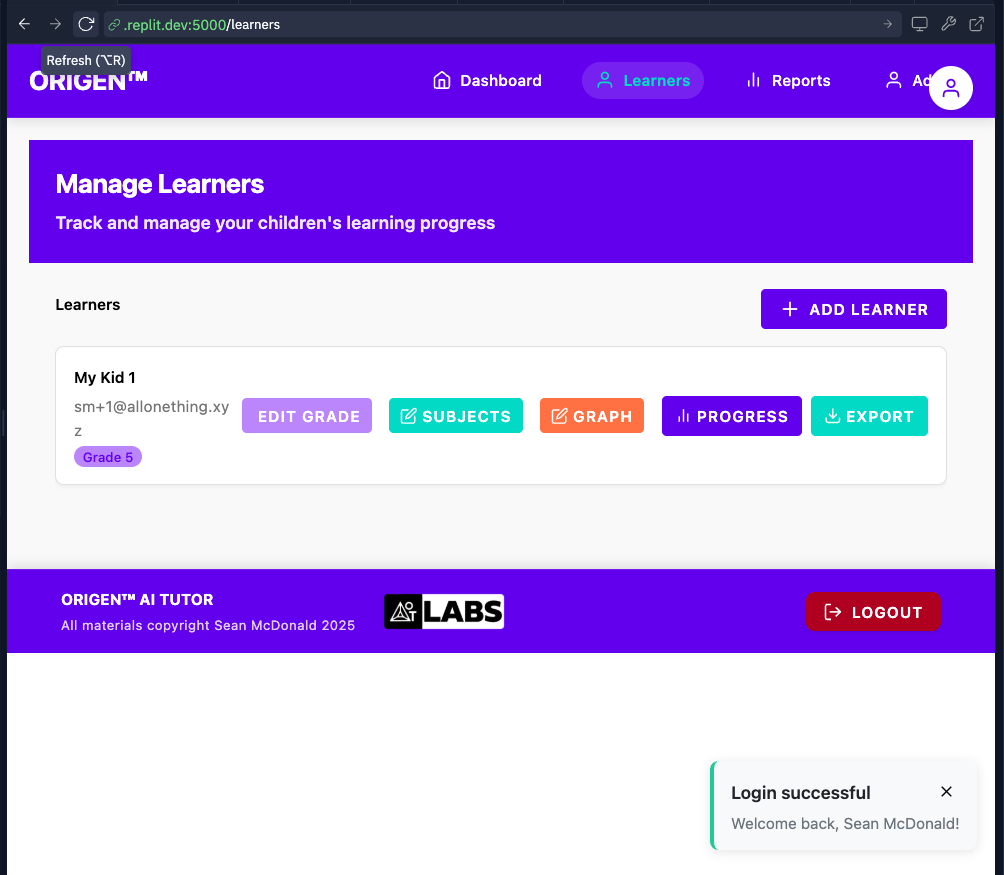 .replit.dev:5000/learners
Refresh (⌥R)
ORIGEN™
Dashboard
Learners
Reports
Manage Learners
Track and manage your children's learning progress
Learners
ADD LEARNER
My Kid 1
sm+1@allonething.xy
z
Grade 5
EDIT GRADE
SUBJECTS
GRAPH
PROGRESS
EXPORT
ORIGEN™ AI TUTOR
All materials copyright Sean McDonald 2025
LABS
LOGOUT
Login successful
Welcome back, Sean McDonald!